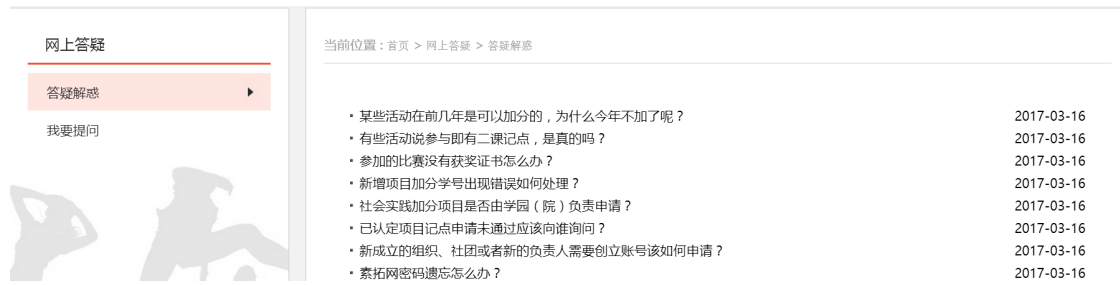 网上答疑
答疑解惑
我要提问
当前位置：首页 > 网上答疑 > 答疑解惑
某些活动在前几年是可以加分的，为什么今年不加了呢？ 2017-03-16
有些活动说参与即有二课记点，是真的吗？ 2017-03-16
参加的比赛没有获奖证书怎么办？ 2017-03-16
新增项目加分学号出现错误如何处理？ 2017-03-16
社会实践加分项目是否由学园（院）负责申请？ 2017-03-16
已认定项目记点申请未通过应该向谁询问？ 2017-03-16
新成立的组织、社团或者新的负责人需要创立账号该如何申请？ 2017-03-16
素拓网密码遗忘怎么办？ 2017-03-16